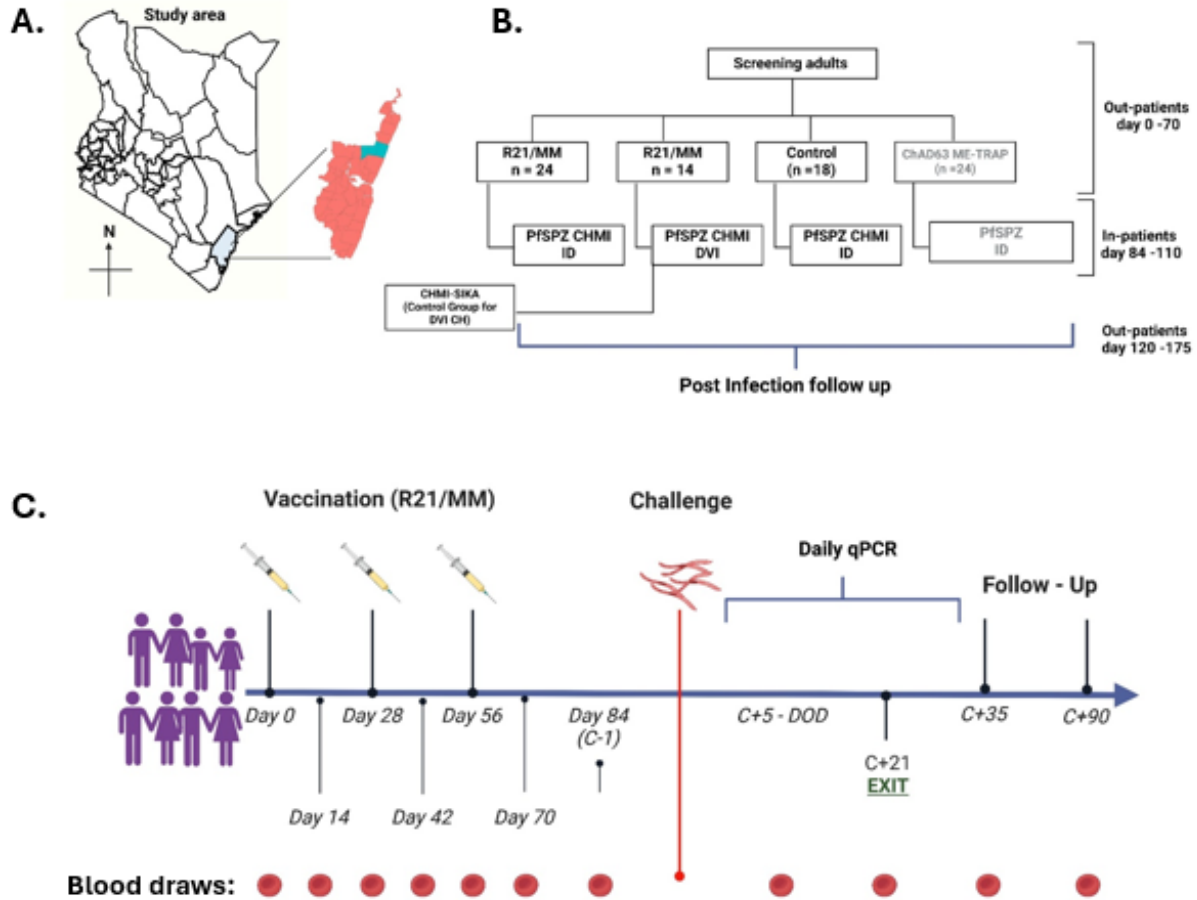 A.
Study area
N
B.
Screening adults
R21/MM
n = 24
R21/MM
n = 14
Control
(n =18)
ChAD63 ME-TRAP
(n =24)
PfSPZ CHMI
ID
PfSPZ CHMI
DVI
PfSPZ CHMI
ID
PfSPZ
ID
CHMI-SIKA
(Control Group for
DVI CH)
Out-patients
day 0 -70
In-patients
day 84 -110
Out-patients
day 120 -175
Post Infection follow up
C.
Vaccination (R21/MM)
Challenge
Daily qPCR
Follow - Up
Day 0
Day 28
Day 56
Day 84
(C-1)
C+5 - DOD
C+35
C+90
C+21
EXIT
Day 14
Day 42
Day 70
Blood draws: